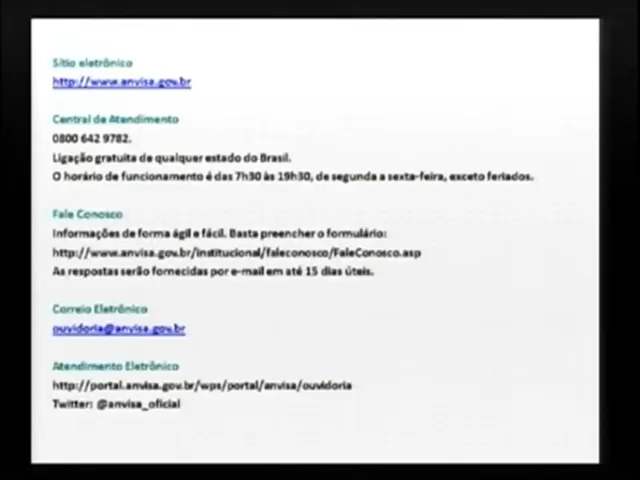 Sítio eletrônico
http://www.anvisa.gov.br
Central de Atendimento
0800 642 9782.
Ligação gratuita de qualquer estado do Brasil.
O horário de funcionamento é das 7h30 às 19h30, de segunda a sexta-feira, exceto feriados.
Fale Conosco
Informações de forma ágil e fácil. Basta preencher o formulário:
http://www.anvisa.gov.br/institucional/faleconosco/FaleConosco.asp
As respostas serão fornecidas por e-mail em até 15 dias úteis.
Correio Eletrônico
ouvidoria@anvisa.gov.br
Atendimento Eletrônico
http://portal.anvisa.gov.br/wps/portal/anvisa/ouvidoria
Twitter: @anvisa_oficial